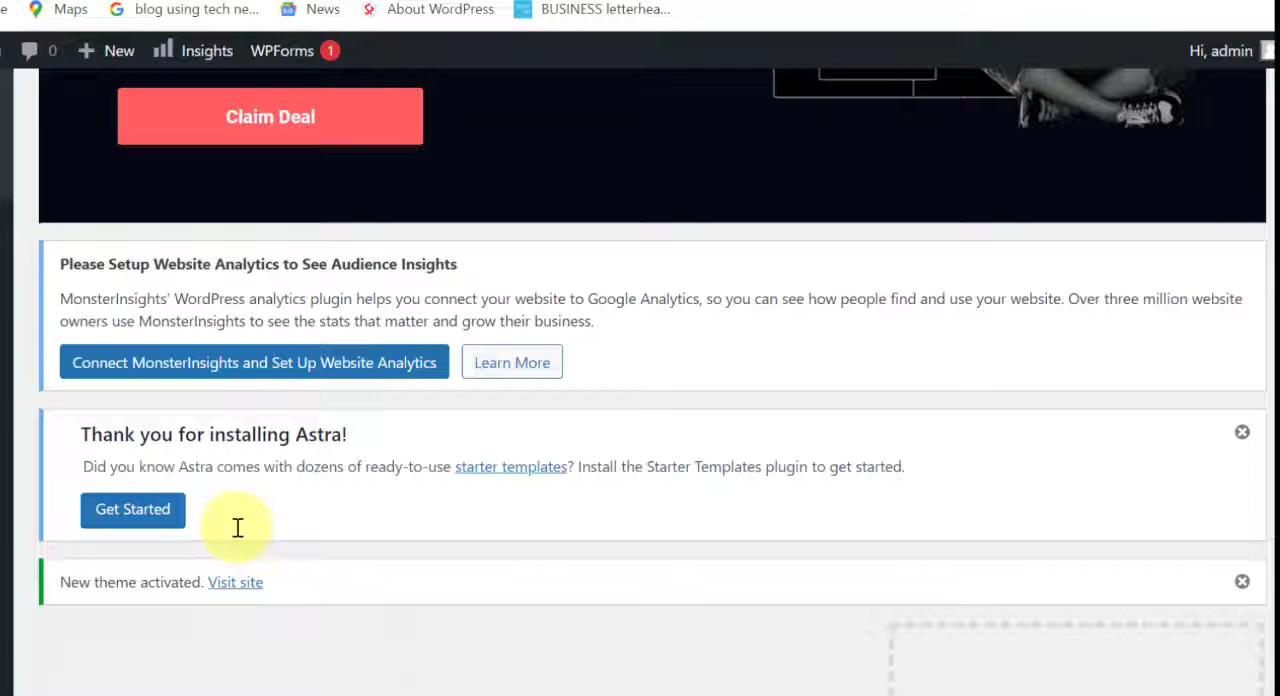 Maps blog using tech ne... News About WordPress BUSINESS letterhea...
0 New Insights WPForms 1 Hi, admin
Claim Deal
Please Setup Website Analytics to See Audience Insights
MonsterInsights' WordPress analytics plugin helps you connect your website to Google Analytics, so you can see how people find and use your website. Over three million website
owners use MonsterInsights to see the stats that matter and grow their business.
Connect MonsterInsights and Set Up Website Analytics Learn More
Thank you for installing Astra!
Did you know Astra comes with dozens of ready-to-use starter templates? Install the Starter Templates plugin to get started.
Get Started
New theme activated. Visit site